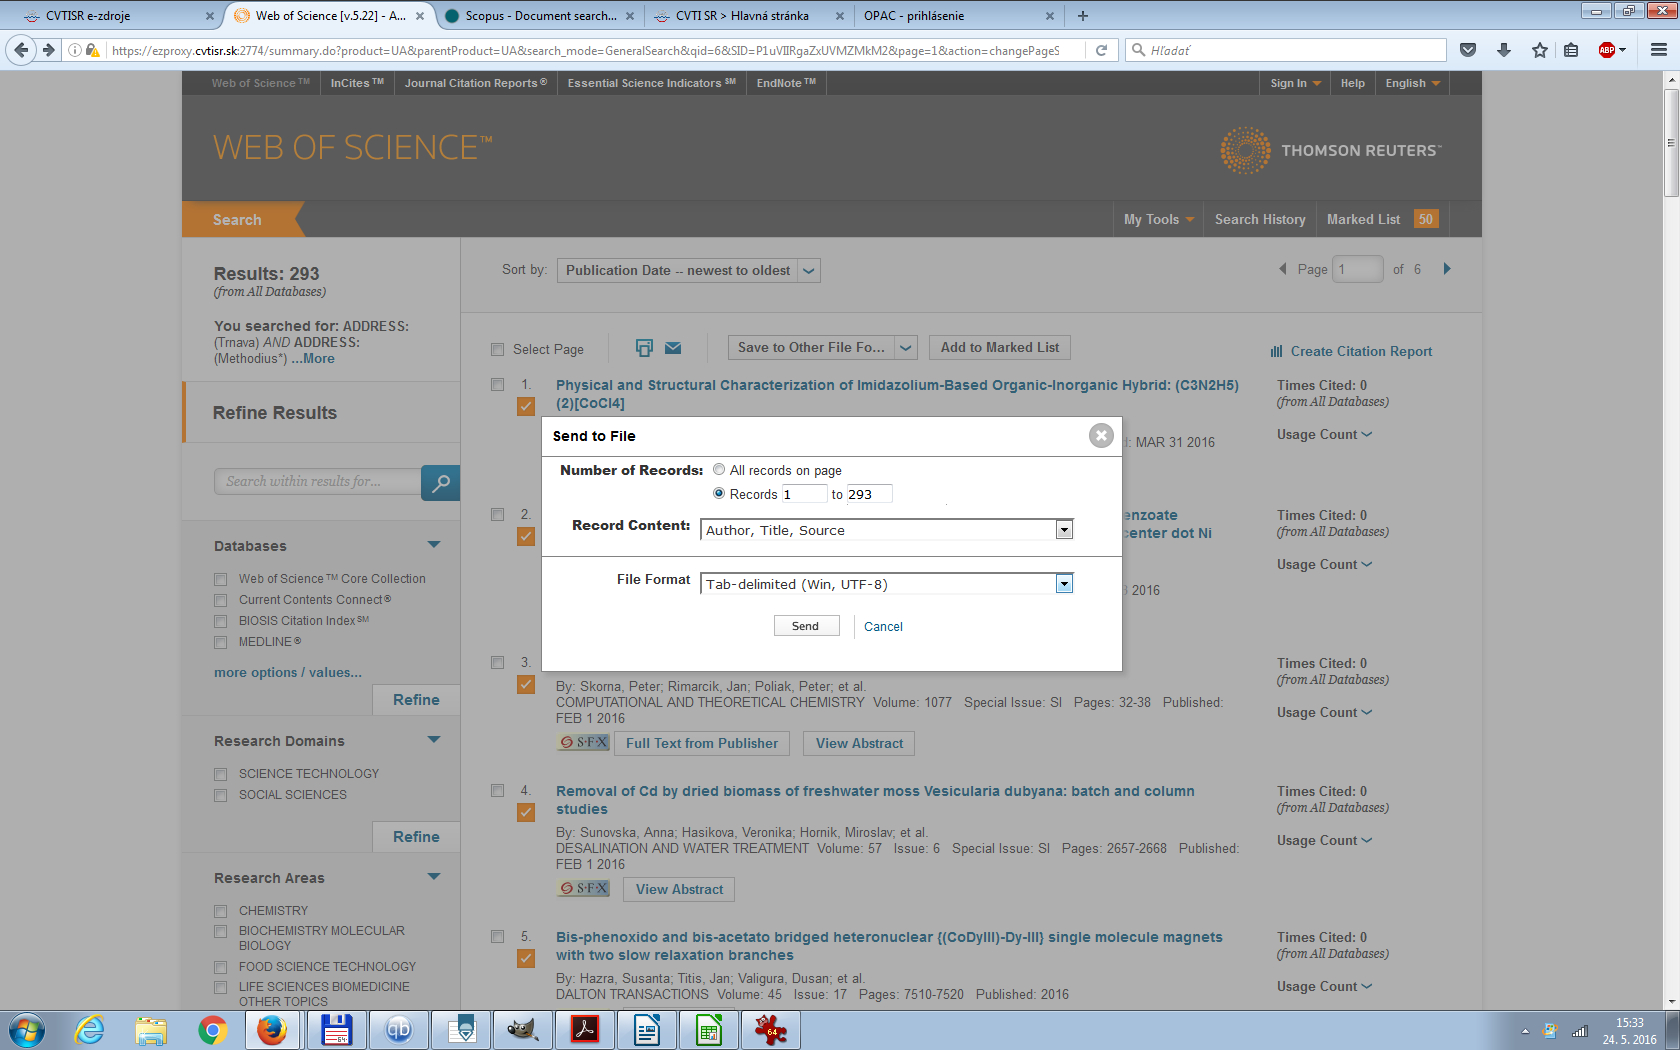 CVTISR e-zdroje
Web of Science [v.5.22] - A...
Scopus - Document search...
CVTI SR > Hlavná stránka
OPAC - prihlásenie
https://ezproxy.cvtisr.sk:2774/summary.do?product=UA&parentProduct=UA&search_mode=GeneralSearch&qid=6&SID=P1uVIIRgaZxUVMZMkM2&page=1&action=changePageS
Hľadať
ABP
Web of Science™ InCites™ Journal Citation Reports® Essential Science Indicators℠ EndNote™
Sign In Help English
WEB OF SCIENCE™
THOMSON REUTERS™
Search
My Tools Search History Marked List 50
Results: 293
(from All Databases)
You searched for: ADDRESS:
(Trnava) AND ADDRESS:
(Methodius*) ...More
Refine Results
Search within results for...
Databases
Web of Science™ Core Collection
Current Contents Connect®
BIOSIS Citation Index℠
MEDLINE®
more options / values...
Refine
Research Domains
SCIENCE TECHNOLOGY
SOCIAL SCIENCES
Refine
Research Areas
CHEMISTRY
BIOCHEMISTRY MOLECULAR
BIOLOGY
FOOD SCIENCE TECHNOLOGY
LIFE SCIENCES BIOMEDICINE
OTHER TOPICS
Sort by: Publication Date -- newest to oldest
Page 1 of 6
Select Page
Save to Other File Fo...
Add to Marked List
Create Citation Report
1. Physical and Structural Characterization of Imidazolium-Based Organic-Inorganic Hybrid: (C3N2H5)
(2)[CoCl4]
d: MAR 31 2016
Times Cited: 0
(from All Databases)
Usage Count
Send to File
Number of Records: All records on page
Records 1 to 293
Record Content: Author, Title, Source
File Format Tab-delimited (Win, UTF-8)
Send Cancel
2.
enzoate
center dot Ni
2016
Times Cited: 0
(from All Databases)
Usage Count
3.
By: Skorna, Peter; Rimarcik, Jan; Poliak, Peter; et al.
COMPUTATIONAL AND THEORETICAL CHEMISTRY Volume: 1077 Special Issue: SI Pages: 32-38 Published:
FEB 1 2016
S·F·X Full Text from Publisher View Abstract
Times Cited: 0
(from All Databases)
Usage Count
4. Removal of Cd by dried biomass of freshwater moss Vesicularia dubyana: batch and column
studies
By: Sunovska, Anna; Hasikova, Veronika; Hornik, Miroslav; et al.
DESALINATION AND WATER TREATMENT Volume: 57 Issue: 6 Special Issue: SI Pages: 2657-2668 Published:
FEB 1 2016
S·F·X View Abstract
Times Cited: 0
(from All Databases)
Usage Count
5. Bis-phenoxido and bis-acetato bridged heteronuclear {(CoDyIII)-Dy-III} single molecule magnets
with two slow relaxation branches
By: Hazra, Susanta; Titis, Jan; Valigura, Dusan; et al.
DALTON TRANSACTIONS Volume: 45 Issue: 17 Pages: 7510-7520 Published: 2016
Times Cited: 0
(from All Databases)
Usage Count
64
qb
64
15:33
24. 5. 2016